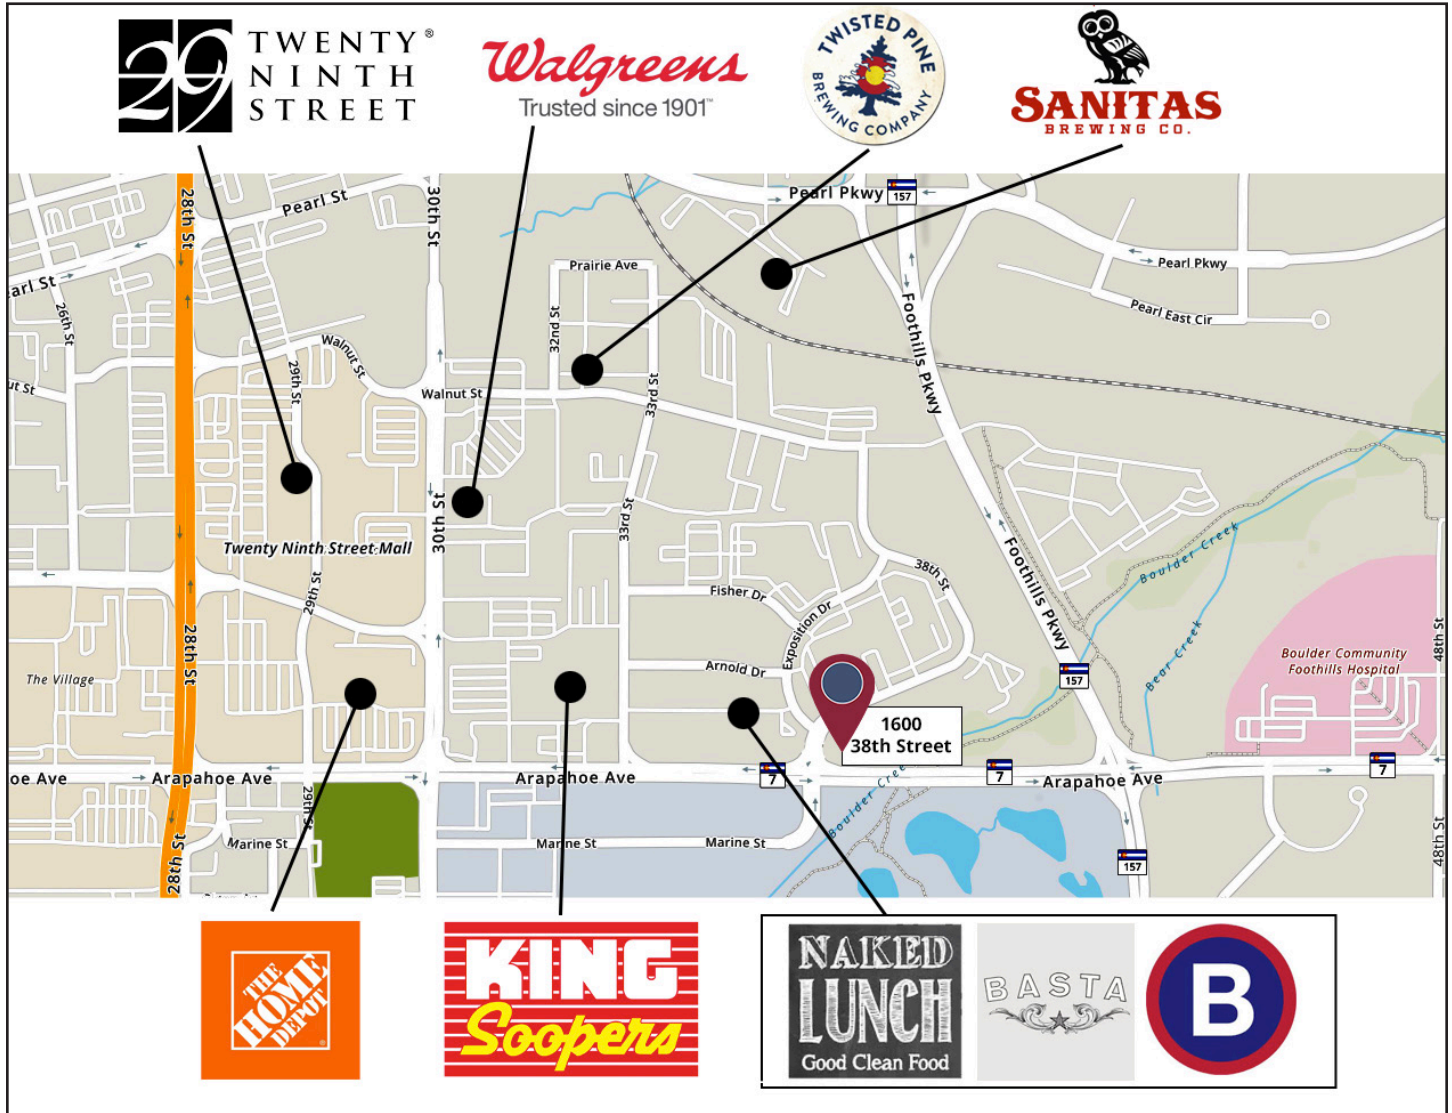 29
TWENTY®
NINTH
STREET
Walgreens
Trusted since 1901™
TWISTED PINE
BREWING COMPANY
SANITAS
BREWING CO.
28th St
Pearl St
30th St
Pearl Pkwy
157
earl St
26th St
Prairie Ave
32nd St
Foothills Pkwy
Pearl Pkwy
Pearl East Cir
Walnut St
29th St
ut St
Walnut St
33rd St
30th St
33rd St
Twenty Ninth Street Mall
29th St
Fisher Dr
Exposition Dr
38th St
Foothills Pkwy
Boulder Creek
Bear Creek
48th St
28th St
The Village
Arnold Dr
157
Boulder Community
Foothills Hospital
1600
38th Street
oe Ave
Arapahoe Ave
Arapahoe Ave
7
7
Arapahoe Ave
7
29th St
Boulder Creek
28th St
Marine St
Marine St
Marine St
157
48th St
THE
HOME
DEPOT
®
KING
Soopers
NAKED
LUNCH
Good Clean Food
BASTA
B